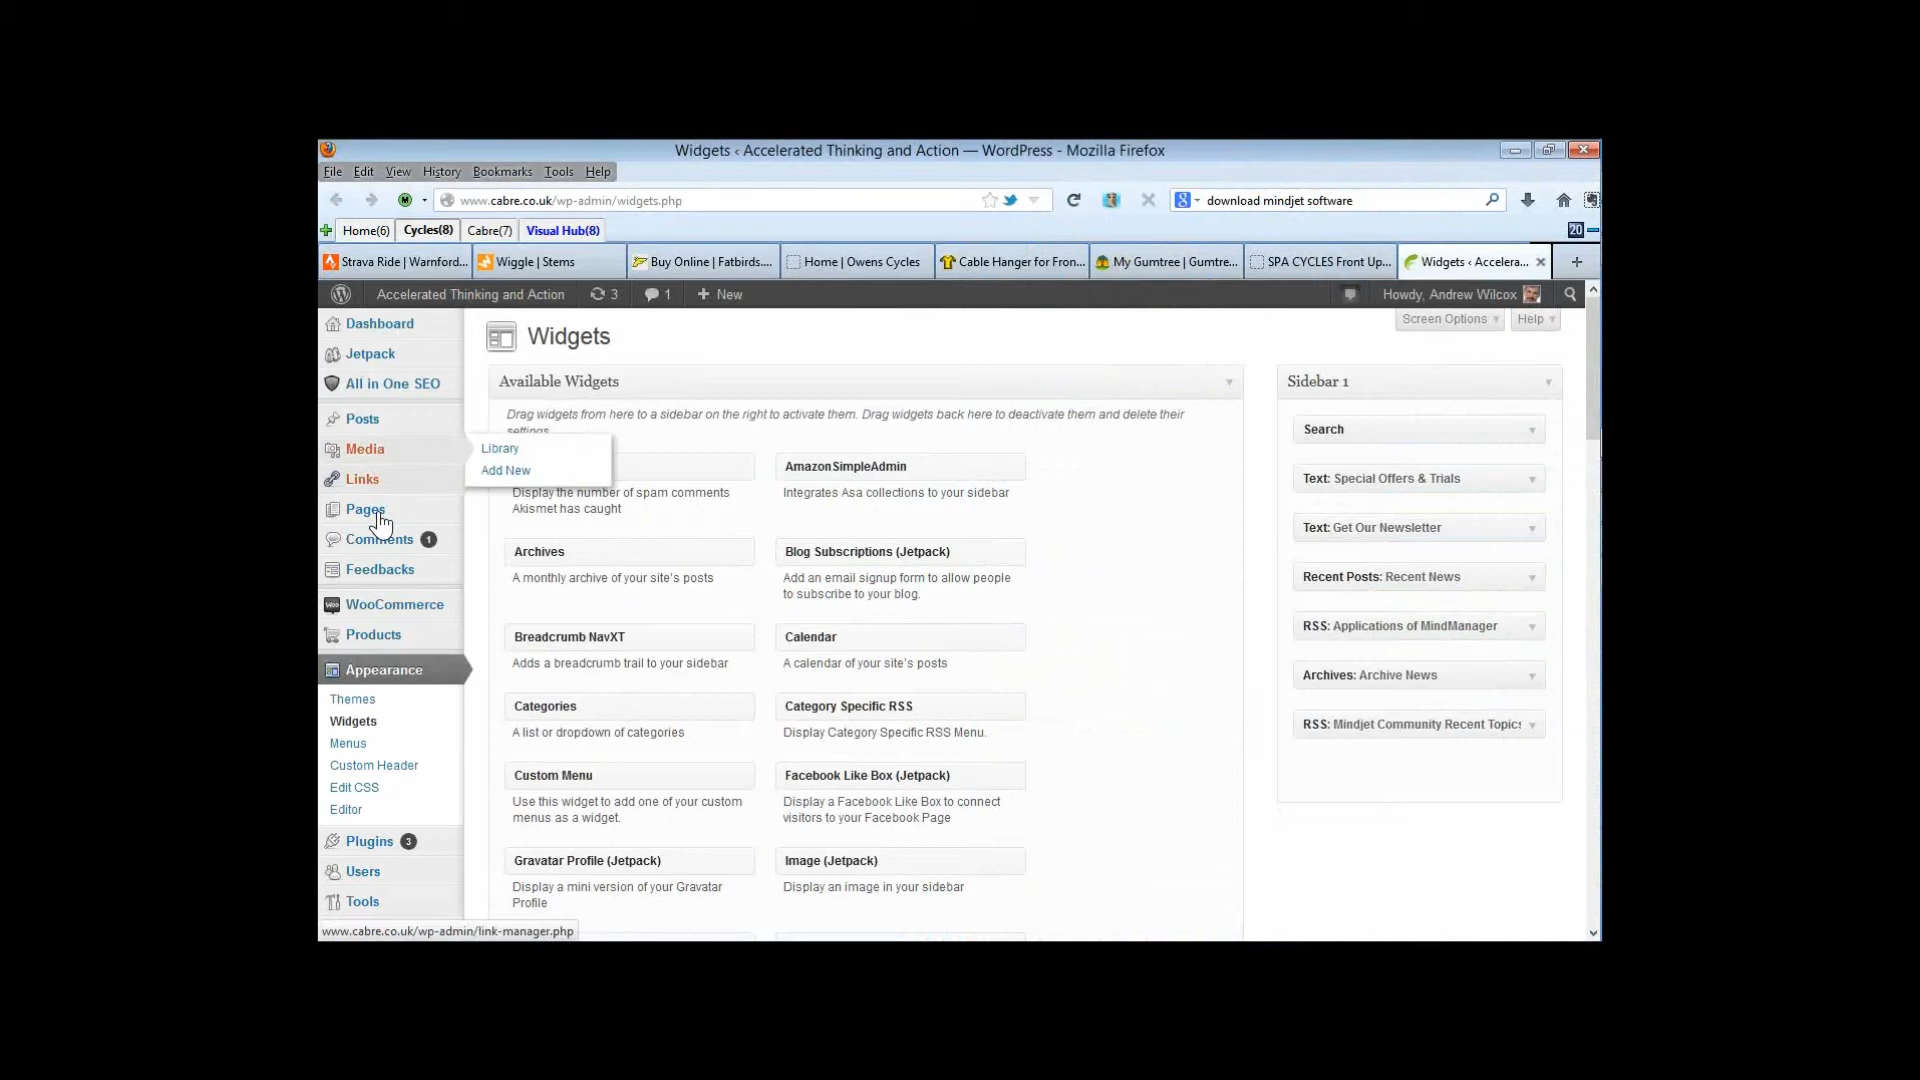 Widgets ‹ Accelerated Thinking and Action — WordPress - Mozilla Firefox
File Edit View History Bookmarks Tools Help
www.cabre.co.uk/wp-admin/widgets.php
download mindjet software
Home(6) Cycles(8) Cabre(7) Visual Hub(8)
20
Strava Ride | Warnford...
Wiggle | Stems
Buy Online | Fatbirds....
Home | Owens Cycles
Cable Hanger for Fron...
My Gumtree | Gumtre...
SPA CYCLES Front Up...
Widgets ‹ Accelera...
Accelerated Thinking and Action 3 1 + New
Howdy, Andrew Wilcox
Dashboard
Jetpack
All in One SEO
Posts
Media
Links
Pages
Comments 1
Feedbacks
WooCommerce
Products
Appearance
Themes
Widgets
Menus
Custom Header
Edit CSS
Editor
Plugins 3
Users
Tools
www.cabre.co.uk/wp-admin/link-manager.php
Library
Add New
Screen Options
Help
Widgets
Available Widgets
Drag widgets from here to a sidebar on the right to activate them. Drag widgets back here to deactivate them and delete their
settings.
Display the number of spam comments
Akismet has caught
AmazonSimpleAdmin
Integrates Asa collections to your sidebar
Archives
A monthly archive of your site's posts
Blog Subscriptions (Jetpack)
Add an email signup form to allow people
to subscribe to your blog.
Breadcrumb NavXT
Adds a breadcrumb trail to your sidebar
Calendar
A calendar of your site's posts
Categories
A list or dropdown of categories
Category Specific RSS
Display Category Specific RSS Menu.
Custom Menu
Use this widget to add one of your custom
menus as a widget.
Facebook Like Box (Jetpack)
Display a Facebook Like Box to connect
visitors to your Facebook Page
Gravatar Profile (Jetpack)
Display a mini version of your Gravatar
Profile
Image (Jetpack)
Display an image in your sidebar
Sidebar 1
Search
Text: Special Offers & Trials
Text: Get Our Newsletter
Recent Posts: Recent News
RSS: Applications of MindManager
Archives: Archive News
RSS: Mindjet Community Recent Topics